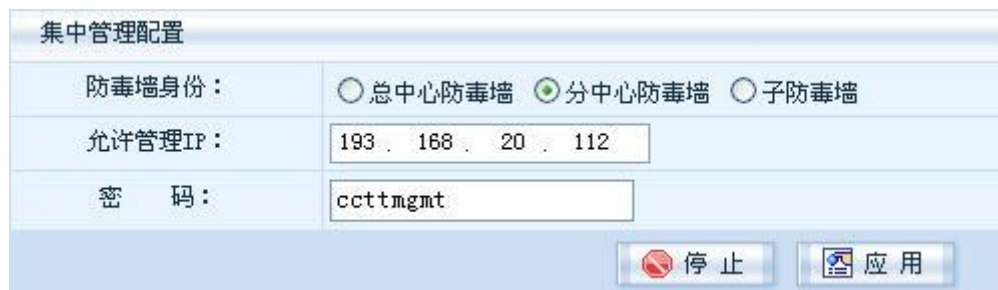 集中管理配置
防毒墙身份： 总中心防毒墙 分中心防毒墙 子防毒墙
允许管理IP： 193 . 168 . 20 . 112
密 码： ccttmgmt
停 止 应 用